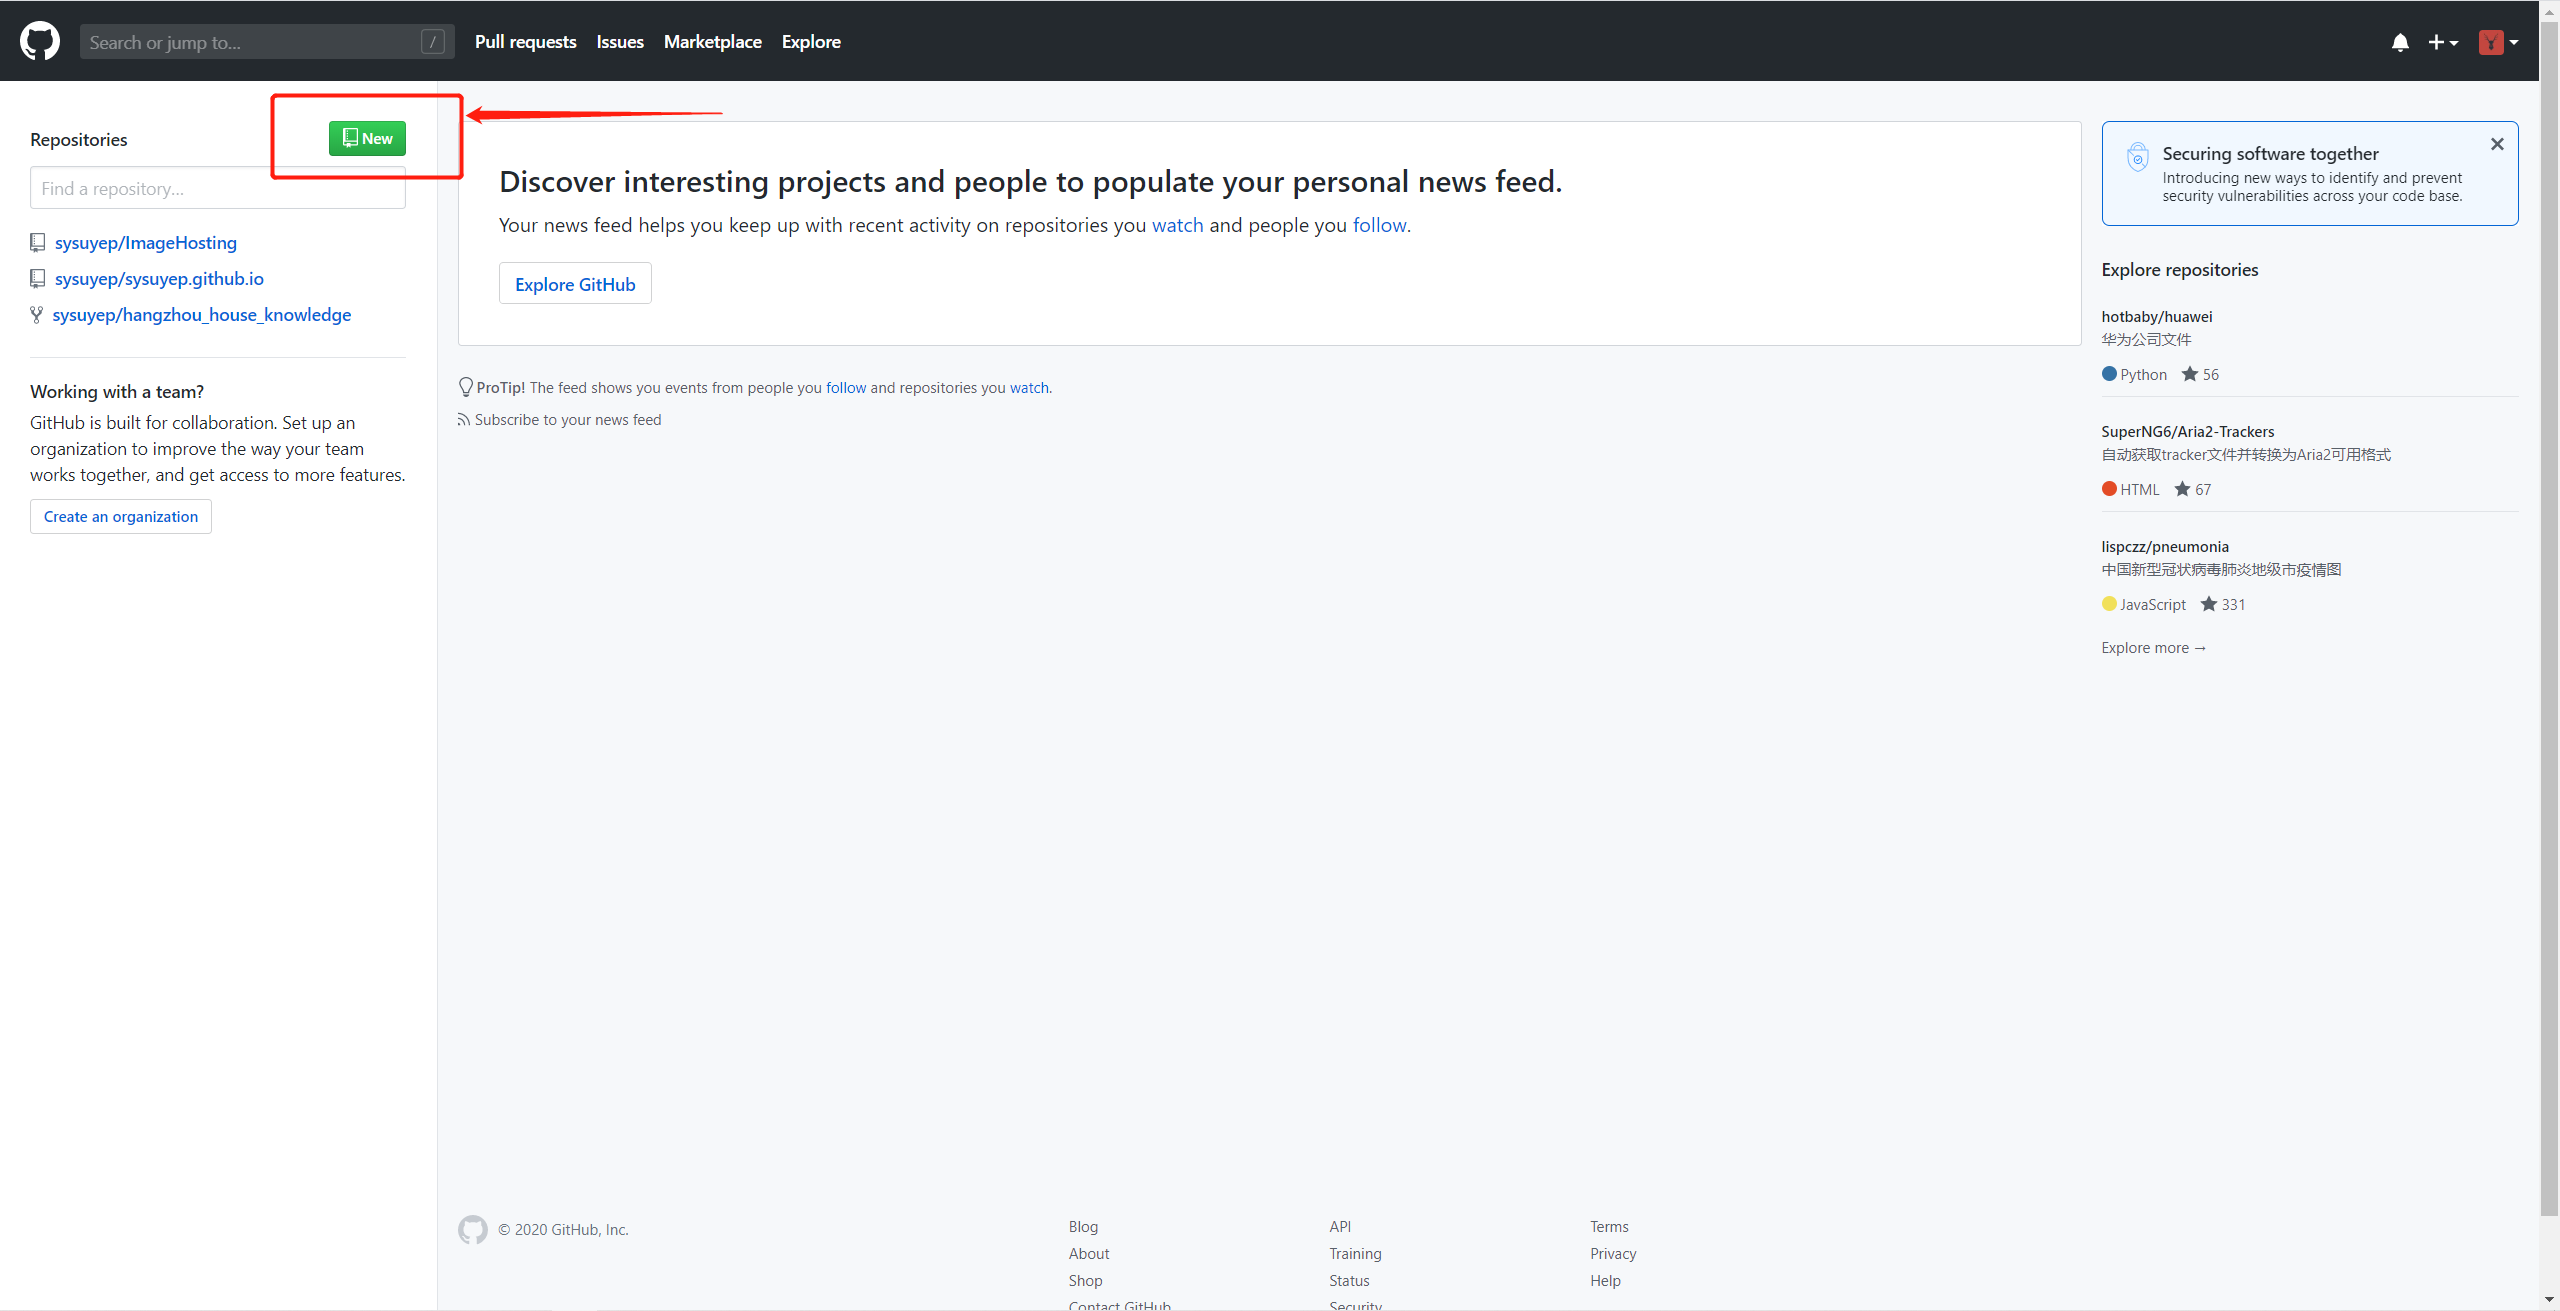 Search or jump to...
/
Pull requests
Issues
Marketplace
Explore
Repositories
New
Find a repository...
sysuyep/ImageHosting
sysuyep/sysuyep.github.io
sysuyep/hangzhou_house_knowledge
Working with a team?
GitHub is built for collaboration. Set up an
organization to improve the way your team
works together, and get access to more features.
Create an organization
Discover interesting projects and people to populate your personal news feed.
Your news feed helps you keep up with recent activity on repositories you watch and people you follow.
Explore GitHub
ProTip! The feed shows you events from people you follow and repositories you watch.
Subscribe to your news feed
Securing software together
Introducing new ways to identify and prevent
security vulnerabilities across your code base.
Explore repositories
hotbaby/huawei
华为公司文件
Python 56
SuperNG6/Aria2-Trackers
自动获取tracker文件并转换为Aria2可用格式
HTML 67
lispczz/pneumonia
中国新型冠状病毒肺炎地级市疫情图
JavaScript 331
Explore more →
© 2020 GitHub, Inc.
Blog
About
Shop
Contact GitHub
API
Training
Status
Security
Terms
Privacy
Help